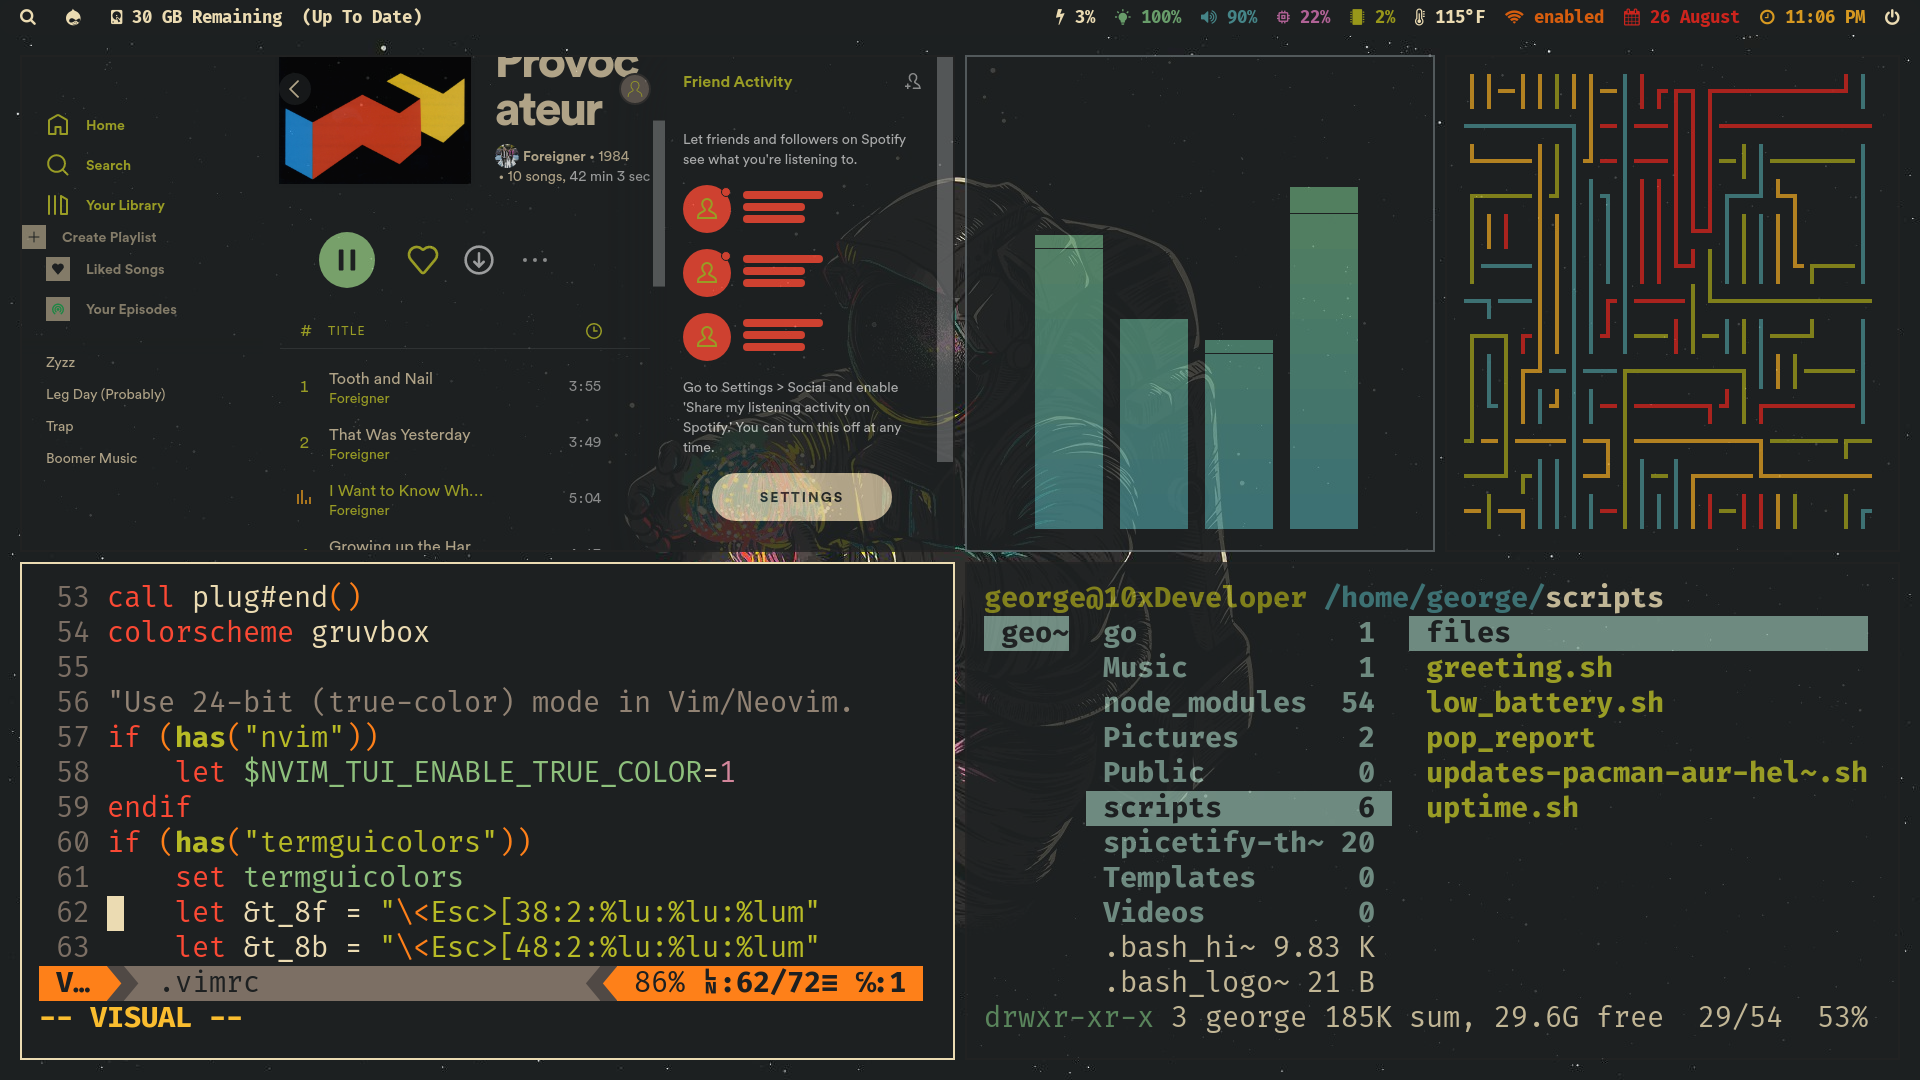 30 GB Remaining (Up To Date)
3% 100% 90% 22% 2% 115°F enabled 26 August 11:06 PM
Home
Search
Your Library
Create Playlist
Liked Songs
Your Episodes
Zyzz
Leg Day (Probably)
Trap
Boomer Music
Provoc
ateur
Foreigner • 1984
• 10 songs, 42 min 3 sec
# TITLE
1 Tooth and Nail 3:55
Foreigner
2 That Was Yesterday 3:49
Foreigner
I Want to Know Wh... 5:04
Foreigner
Growing up the Har
Friend Activity
Let friends and followers on Spotify
see what you're listening to.
Go to Settings > Social and enable
'Share my listening activity on
Spotify.' You can turn this off at any
time.
SETTINGS
53 call plug#end()
54 colorscheme gruvbox
55
56 "Use 24-bit (true-color) mode in Vim/Neovim.
57 if (has("nvim"))
58 let $NVIM_TUI_ENABLE_TRUE_COLOR=1
59 endif
60 if (has("termguicolors"))
61 set termguicolors
62 let &t_8f = "\<Esc>[38:2:%lu:%lu:%lum"
63 let &t_8b = "\<Esc>[48:2:%lu:%lu:%lum"
V… .vimrc 86% LN:62/72≡ ℅:1
-- VISUAL --
george@10xDeveloper /home/george/scripts
geo~ go 1 files
Music 1 greeting.sh
node_modules 54 low_battery.sh
Pictures 2 pop_report
Public 0 updates-pacman-aur-hel~.sh
scripts 6 uptime.sh
spicetify-th~ 20
Templates 0
Videos 0
.bash_hi~ 9.83 K
.bash_logo~ 21 B
drwxr-xr-x 3 george 185K sum, 29.6G free 29/54 53%